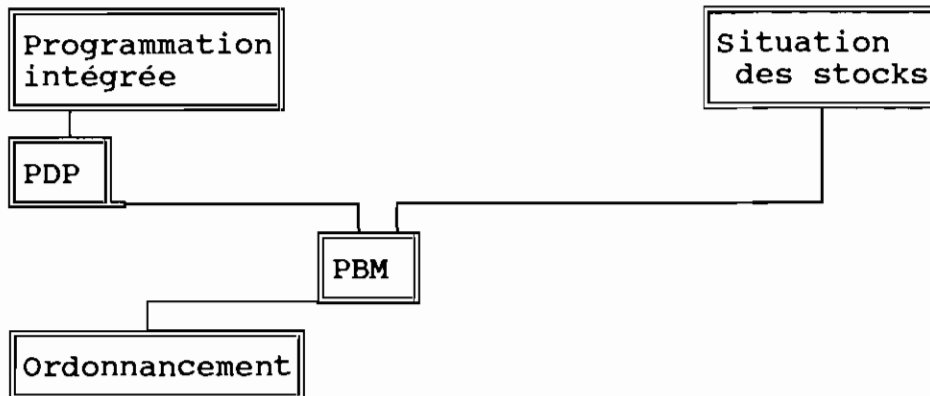 Programmation
intégrée
Situation
des stocks
PDP
PBM
Ordonnancement